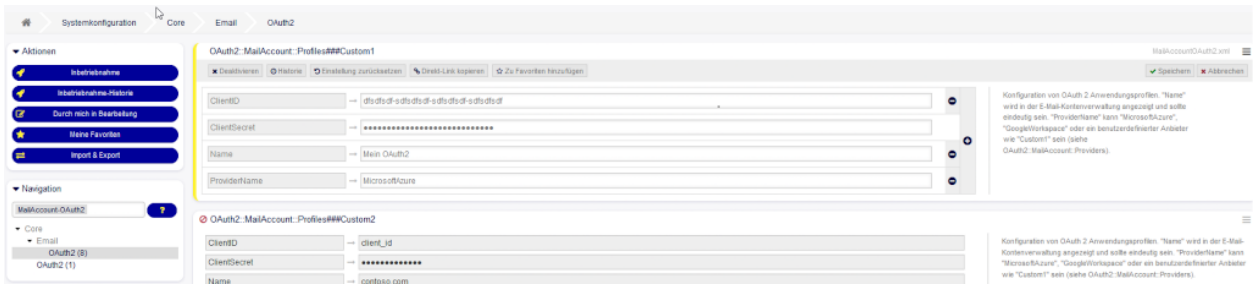 Systemkonfiguration Core Email OAuth2
Aktionen
Inbetriebnahme
Inbetriebnahme-Historie
Durch mich in Bearbeitung
Meine Favoriten
Import & Export
Navigation
MailAccount-OAuth2 ?
Core
Email
OAuth2 (8)
OAuth2 (1)
OAuth2::MailAccount::Profiles###Custom1 MailAccountOAuth2.xml
Deaktivieren Historie Einstellung zurücksetzen Direkt-Link kopieren Zu Favoriten hinzufügen Speichern Abbrechen
ClientID → dfsdfsdf-sdfsdfsdf-sdfsdfsdf-sdfsdfsdf
ClientSecret →
Name → Mein OAuth2
ProviderName → MicrosoftAzure
Konfiguration von OAuth 2 Anwendungsprofilen. "Name"
wird in der E-Mail-Kontenverwaltung angezeigt und sollte
eindeutig sein. "ProviderName" kann "MicrosoftAzure",
"GoogleWorkspace" oder ein benutzerdefinierter Anbieter
wie "Custom1" sein (siehe
OAuth2::MailAccount::Providers).
OAuth2::MailAccount::Profiles###Custom2
ClientID → client_id
ClientSecret →
Name → contoso.com
Konfiguration von OAuth 2 Anwendungsprofilen. "Name" wird in der E-Mail-
Kontenverwaltung angezeigt und sollte eindeutig sein. "ProviderName" kann
"MicrosoftAzure", "GoogleWorkspace" oder ein benutzerdefinierter Anbieter
wie "Custom1" sein (siehe OAuth2::MailAccount::Providers).